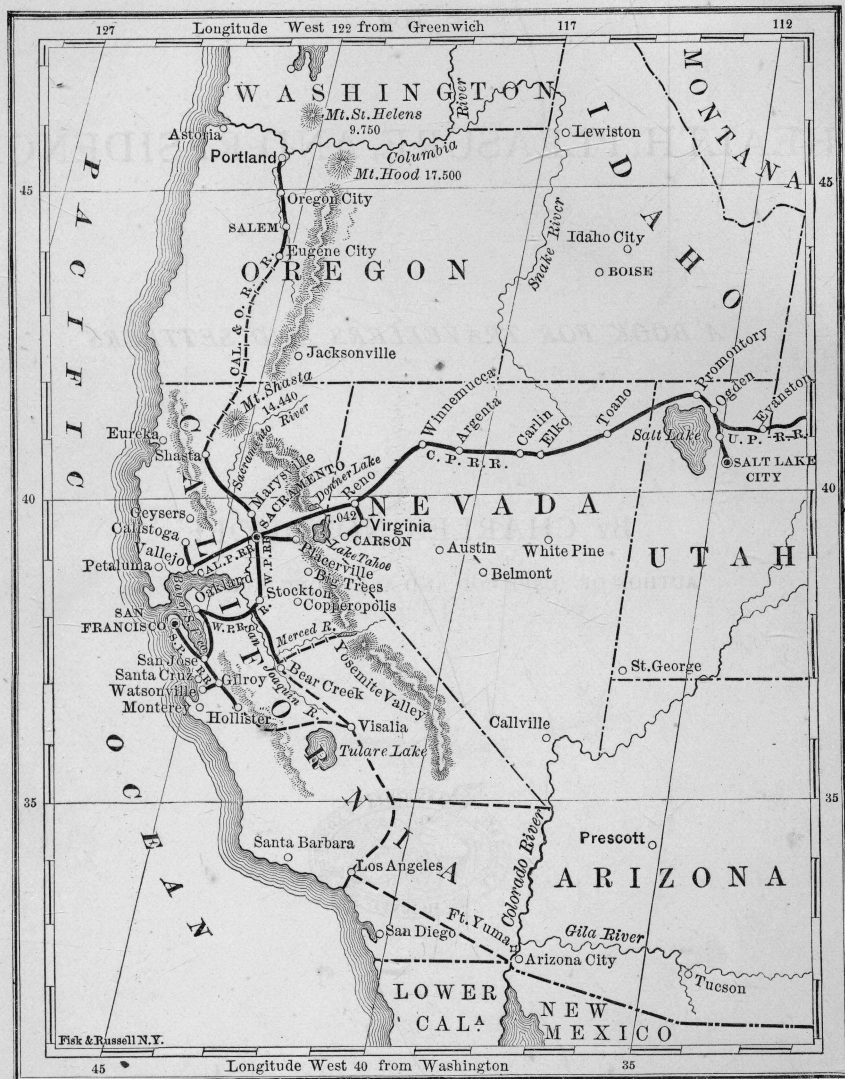 127 Longitude West 122 from Greenwich 117 112
WASHINGTON
River
MONTANA
IDAHO
Mt. St. Helens
9.750
Astoria
Lewiston
Portland
Columbia
Mt. Hood 17.500
45 45
Oregon City
SALEM
Eugene City
OREGON
Snake River
Idaho City
BOISE
CAL. & O. R. R.
Jacksonville
PACIFIC
OCEAN
Mt. Shasta
14.440
Sacramento River
Eureka
Shasta
CALIFORNIA
Winnemucca
Argenta
Carlin
Elko
Toano
Promontory
Ogden
Evanston
C. P. R. R.
U. P. R. R.
Salt Lake
SALT LAKE
CITY
Marysville
SACRAMENTO
Donner Lake
Reno
40 40
NEVADA
Geysers
Calistoga
Vallejo
Petaluma
CAL. P. RR
W. P. RR
Virginia
CARSON
Lake Tahoe
Placerville
Big Trees
Austin
White Pine
Belmont
UTAH
Oakland
Stockton
Copperopolis
SAN
FRANCISCO
W. P. R. R.
Merced R.
San Joaquin R.
San José
Santa Cruz
Watsonville
Monterey
Gilroy
Hollister
Bear Creek
Yosemite Valley
St. George
Visalia
Tulare Lake
Callville
35 35
Colorado River
Prescott
Santa Barbara
Los Angeles
ARIZONA
Ft. Yuma
Gila River
San Diego
Arizona City
Tucson
LOWER
CALA.
NEW
MEXICO
Fisk & Russell N.Y.
45 Longitude West 40 from Washington 35